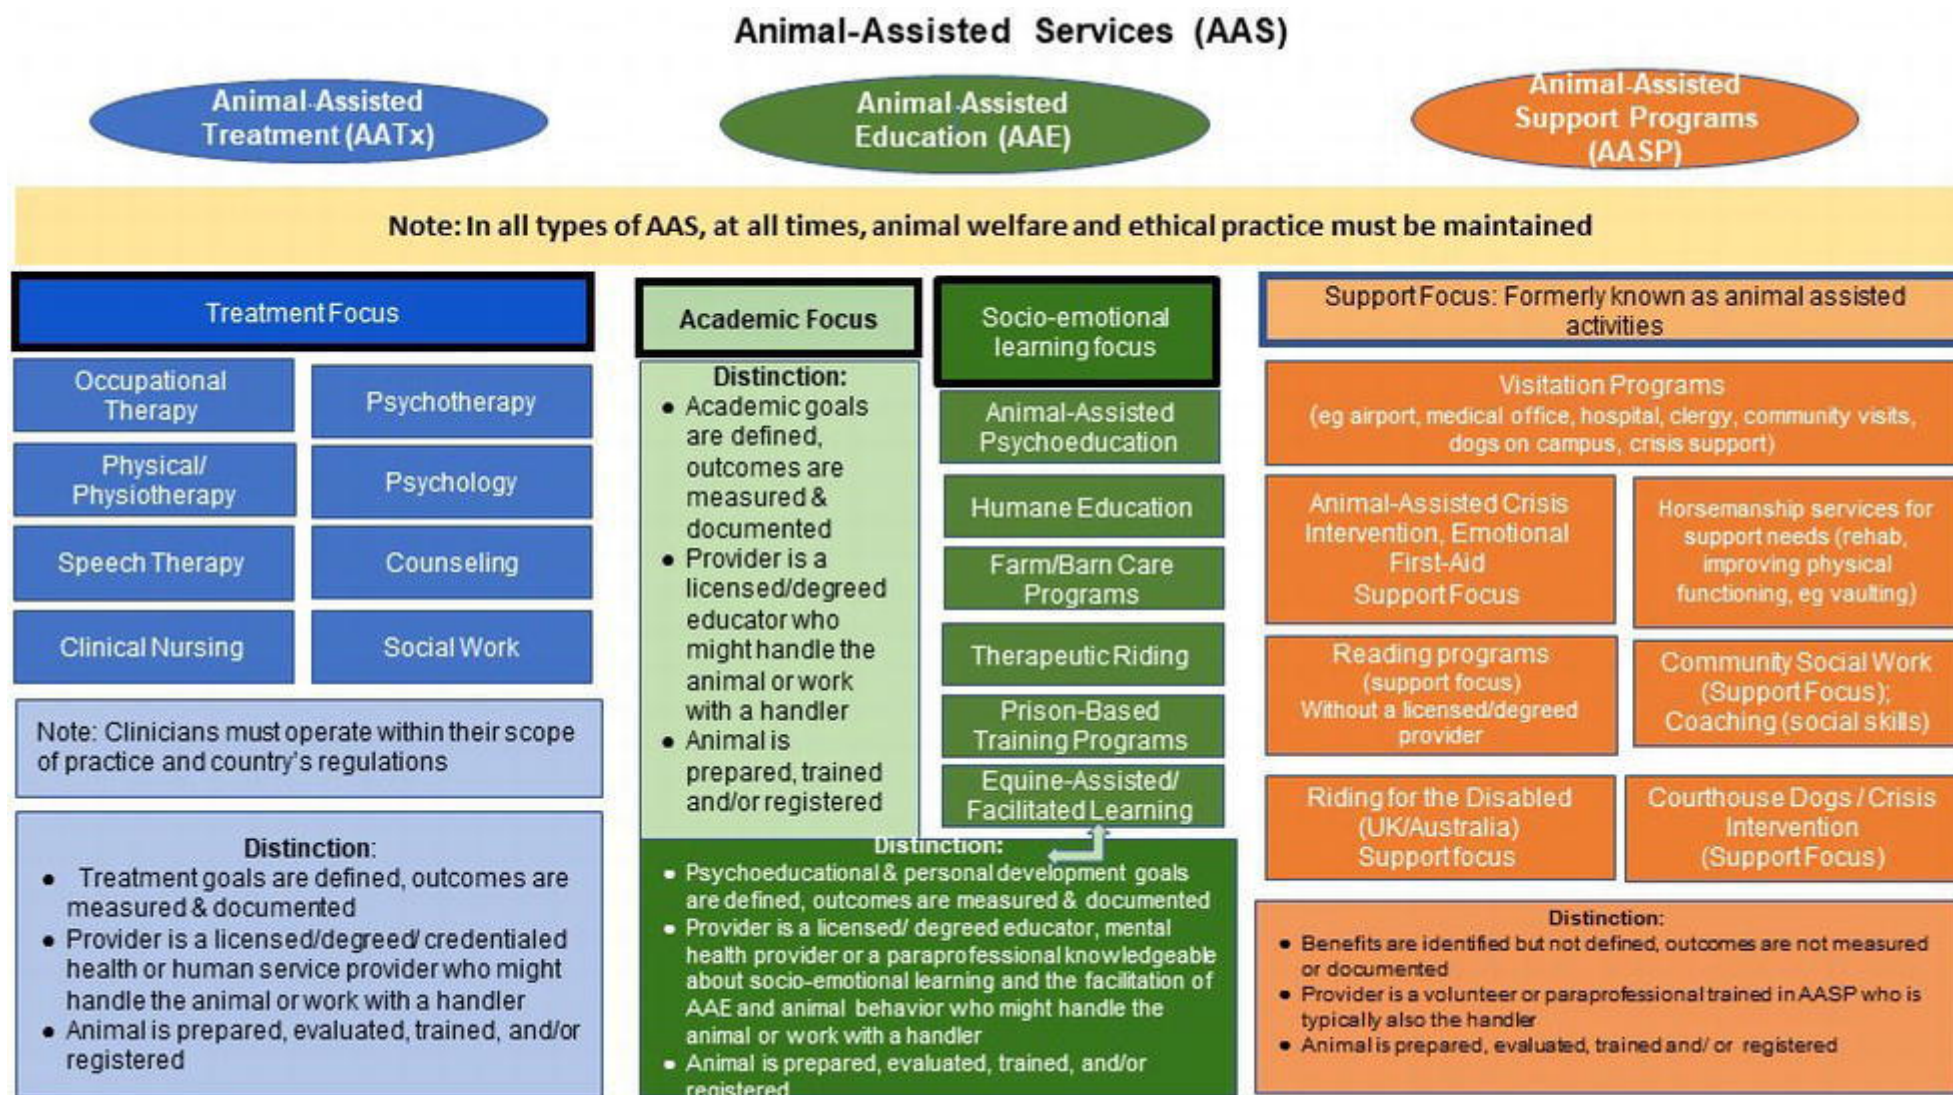 Animal-Assisted Services (AAS)
Animal-Assisted
Treatment (AATx)
Animal-Assisted
Education (AAE)
Animal-Assisted
Support Programs
(AASP)
Note: In all types of AAS, at all times, animal welfare and ethical practice must be maintained
Treatment Focus
Occupational
Therapy
Psychotherapy
Physical/
Physiotherapy
Psychology
Speech Therapy
Counseling
Clinical Nursing
Social Work
Note: Clinicians must operate within their scope
of practice and country's regulations
Distinction:
• Treatment goals are defined, outcomes are
measured & documented
• Provider is a licensed/degreed/ credentialed
health or human service provider who might
handle the animal or work with a handler
• Animal is prepared, evaluated, trained, and/or
registered
Academic Focus
Distinction:
• Academic goals
are defined,
outcomes are
measured &
documented
• Provider is a
licensed/degreed
educator who
might handle the
animal or work
with a handler
• Animal is
prepared, trained
and/or registered
Socio-emotional
learning focus
Animal-Assisted
Psychoeducation
Humane Education
Farm/Barn Care
Programs
Therapeutic Riding
Prison-Based
Training Programs
Equine-Assisted/
Facilitated Learning
Distinction:
• Psychoeducational & personal development goals
are defined, outcomes are measured & documented
• Provider is a licensed/ degreed educator, mental
health provider or a paraprofessional knowledgeable
about socio-emotional learning and the facilitation of
AAE and animal behavior who might handle the
animal or work with a handler
• Animal is prepared, evaluated, trained, and/or
registered
Support Focus: Formerly known as animal assisted
activities
Visitation Programs
(eg airport, medical office, hospital, clergy, community visits,
dogs on campus, crisis support)
Animal-Assisted Crisis
Intervention, Emotional
First-Aid
Support Focus
Horsemanship services for
support needs (rehab,
improving physical
functioning, eg vaulting)
Reading programs
(support focus)
Without a licensed/degreed
provider
Community Social Work
(Support Focus);
Coaching (social skills)
Riding for the Disabled
(UK/Australia)
Support focus
Courthouse Dogs / Crisis
Intervention
(Support Focus)
Distinction:
• Benefits are identified but not defined, outcomes are not measured
or documented
• Provider is a volunteer or paraprofessional trained in AASP who is
typically also the handler
• Animal is prepared, evaluated, trained and/ or registered